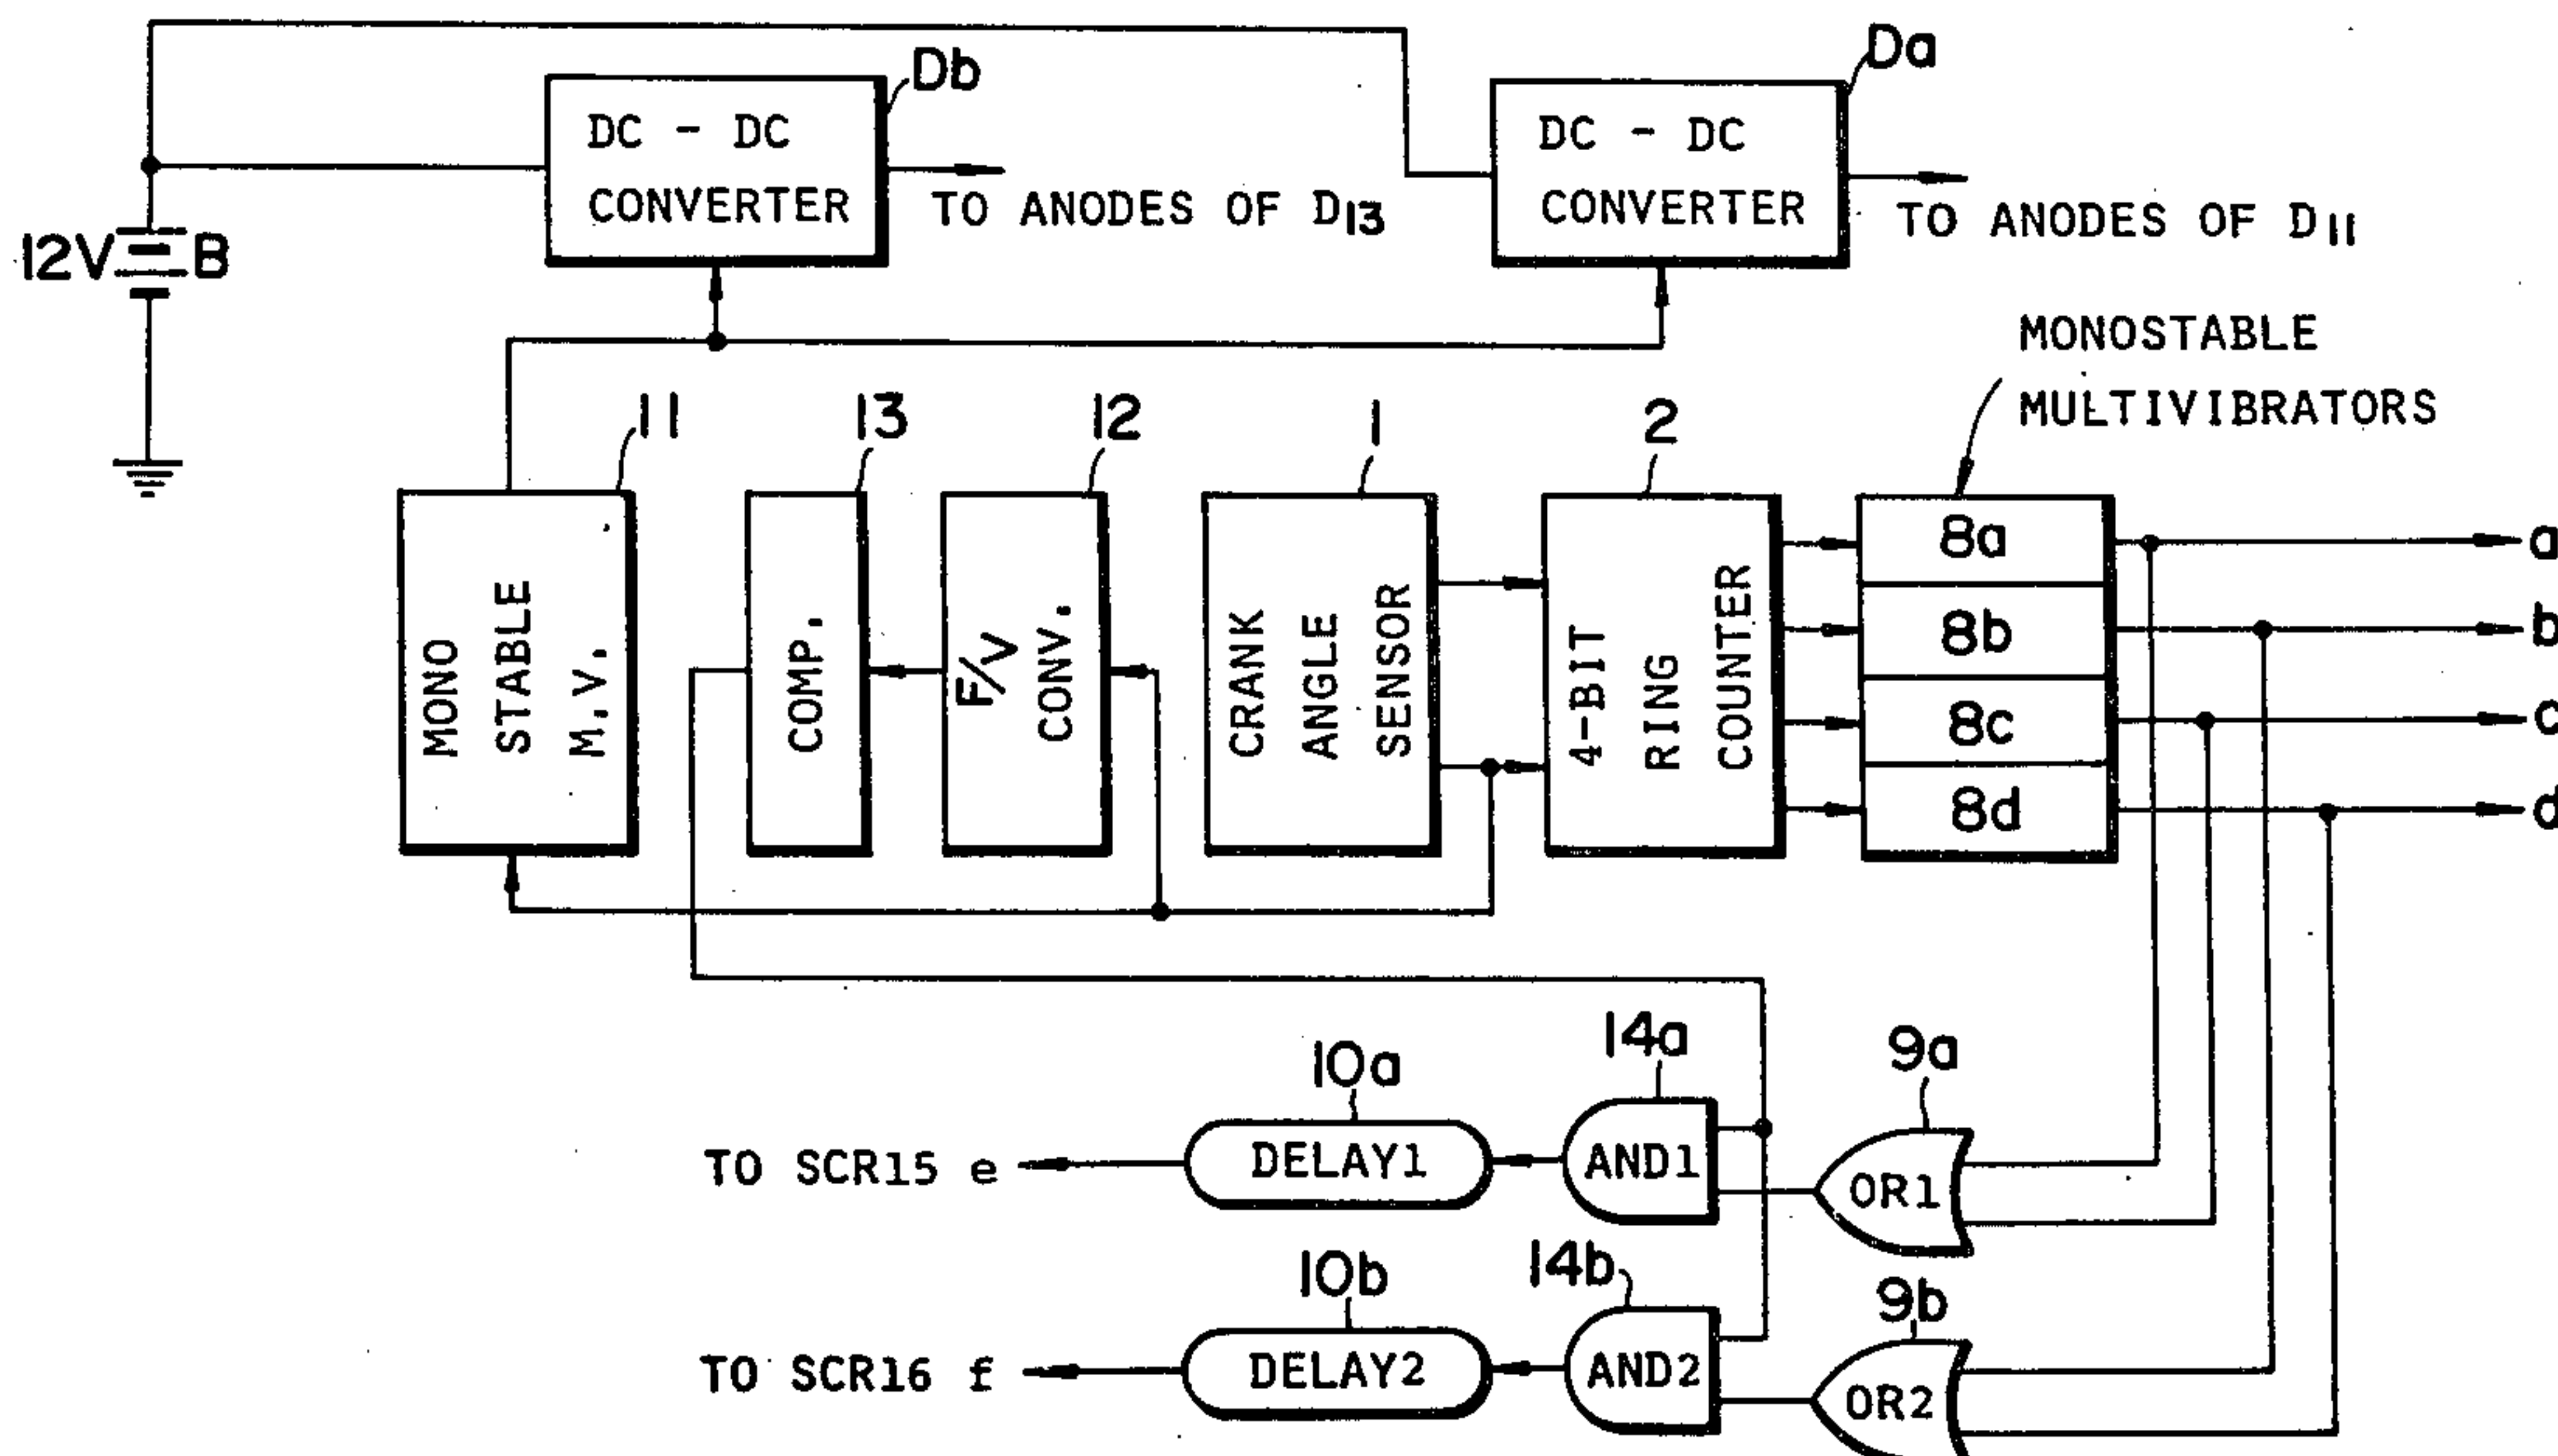 Db
Da
DC - DC
CONVERTER
DC - DC
CONVERTER
TO ANODES OF D13
TO ANODES OF D11
12V
B
MONOSTABLE
MULTIVIBRATORS
11
13
12
1
2
MONO
STABLE
M.V.
COMP.
F/V
CONV.
CRANK
ANGLE
SENSOR
4-BIT
RING
COUNTER
8a
8b
8c
8d
a
b
c
d
14a
9a
10a
TO SCR15 e
DELAY1
AND1
OR1
14b
9b
10b
TO SCR16 f
DELAY2
AND2
OR2